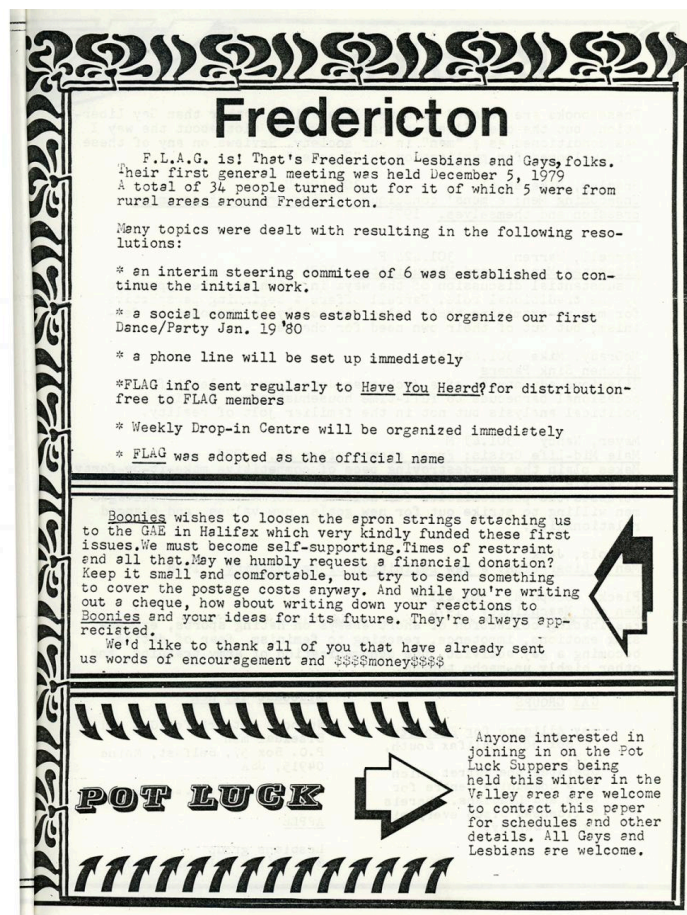 Fredericton
F.L.A.G. is! That's Fredericton Lesbians and Gays, folks.
Their first general meeting was held December 5, 1979
A total of 34 people turned out for it of which 5 were from
rural areas around Fredericton.
Many topics were dealt with resulting in the following reso-
lutions:
* an interim steering commitee of 6 was established to con-
tinue the initial work.
* a social commitee was established to organize our first
Dance/Party Jan. 19 '80
* a phone line will be set up immediately
*FLAG info sent regularly to Have You Heard? for distribution-
free to FLAG members
* Weekly Drop-in Centre will be organized immediately
* FLAG was adopted as the official name
Boonies wishes to loosen the apron strings attaching us
to the GAE in Halifax which very kindly funded these first
issues.We must become self-supporting.Times of restraint
and all that.May we humbly request a financial donation?
Keep it small and comfortable, but try to send something
to cover the postage costs anyway. And while you're writing
out a cheque, how about writing down your reactions to
Boonies and your ideas for its future. They're always app-
reciated.
We'd like to thank all of you that have already sent
us words of encouragement and $$$$money$$$$
POT LUCK
Anyone interested in
joining in on the Pot
Luck Suppers being
held this winter in the
Valley area are welcome
to contact this paper
for schedules and other
details. All Gays and
Lesbians are welcome.